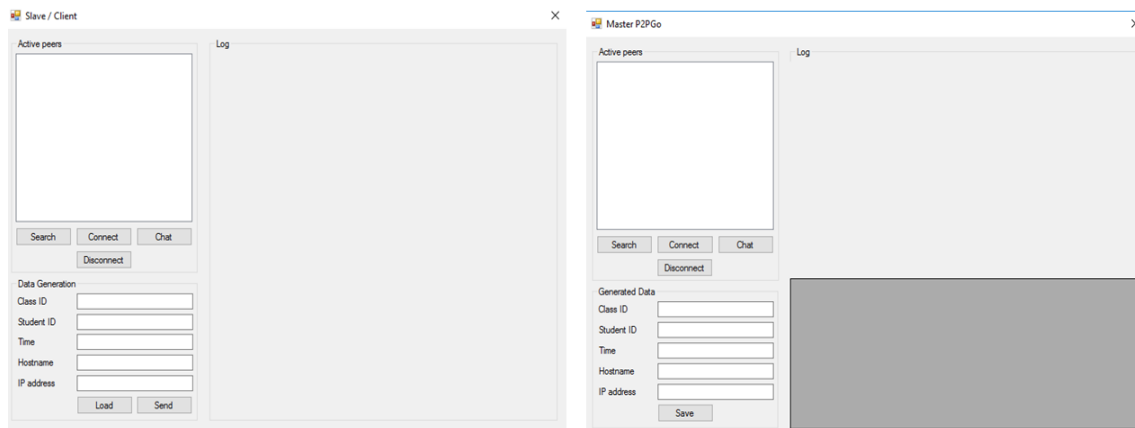 Slave / Client
Active peers
Log
Search Connect Chat
Disconnect
Data Generation
Class ID
Student ID
Time
Hostname
IP address
Load Send
Master P2PGo
Active peers
Log
Search Connect Chat
Disconnect
Generated Data
Class ID
Student ID
Time
Hostname
IP address
Save